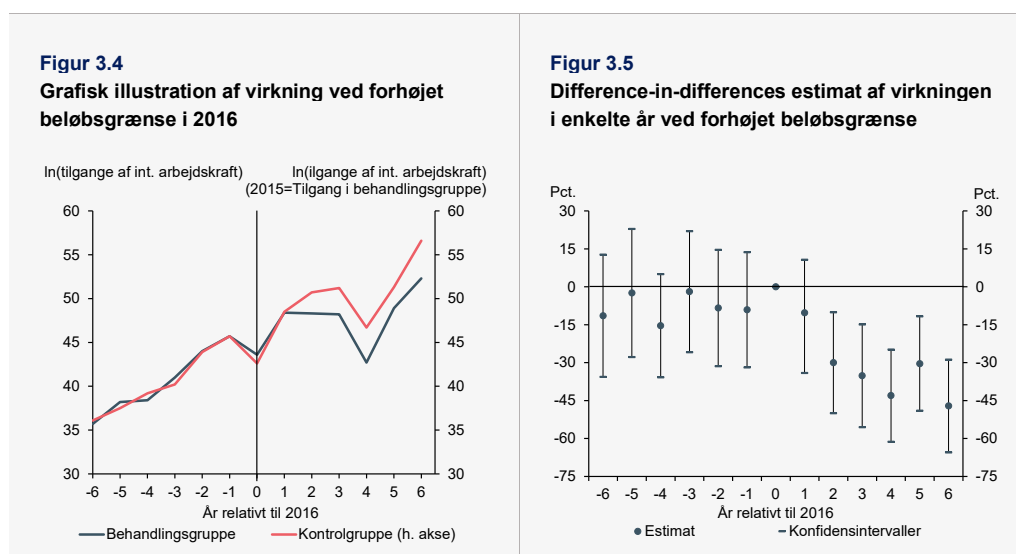 Figur 3.4
Grafisk illustration af virkning ved forhøjet
beløbsgrænse i 2016
ln(tilgange af int. arbejdskraft)
ln(ilgange af int. arbejdskraft)
(2015=Tilgang i behandlingsgruppe)
60 60
55 55
50 50
45 45
40 40
35 35
30 30
-6 -5 -4 -3 -2 -1 0 1 2 3 4 5 6
År relativt til 2016
Behandlingsgruppe
Kontrolgruppe (h. akse)
Figur 3.5
Difference-in-differences estimat af virkningen
i enkelte år ved forhøjet beløbsgrænse
Pct. Pct.
30 30
15 15
0 0
-15 -15
-30 -30
-45 -45
-60 -60
-75 -75
-6 -5 -4 -3 -2 -1 0 1 2 3 4 5 6
År relativt til 2016
Estimat
Konfidensintervaller